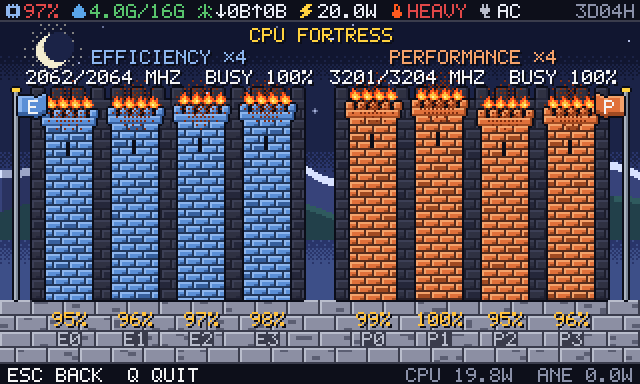 97% 4.0G/16G ↓0B↑0B 20.0W HEAVY AC 3D04H
CPU FORTRESS
EFFICIENCY ×4 PERFORMANCE ×4
2062/2064 MHZ BUSY 100% 3201/3204 MHZ BUSY 100%
E P
95% 96% 97% 98% 99% 100% 95% 96%
E0 E1 E2 E3 P0 P1 P2 P3
ESC BACK Q QUIT CPU 19.8W ANE 0.0W